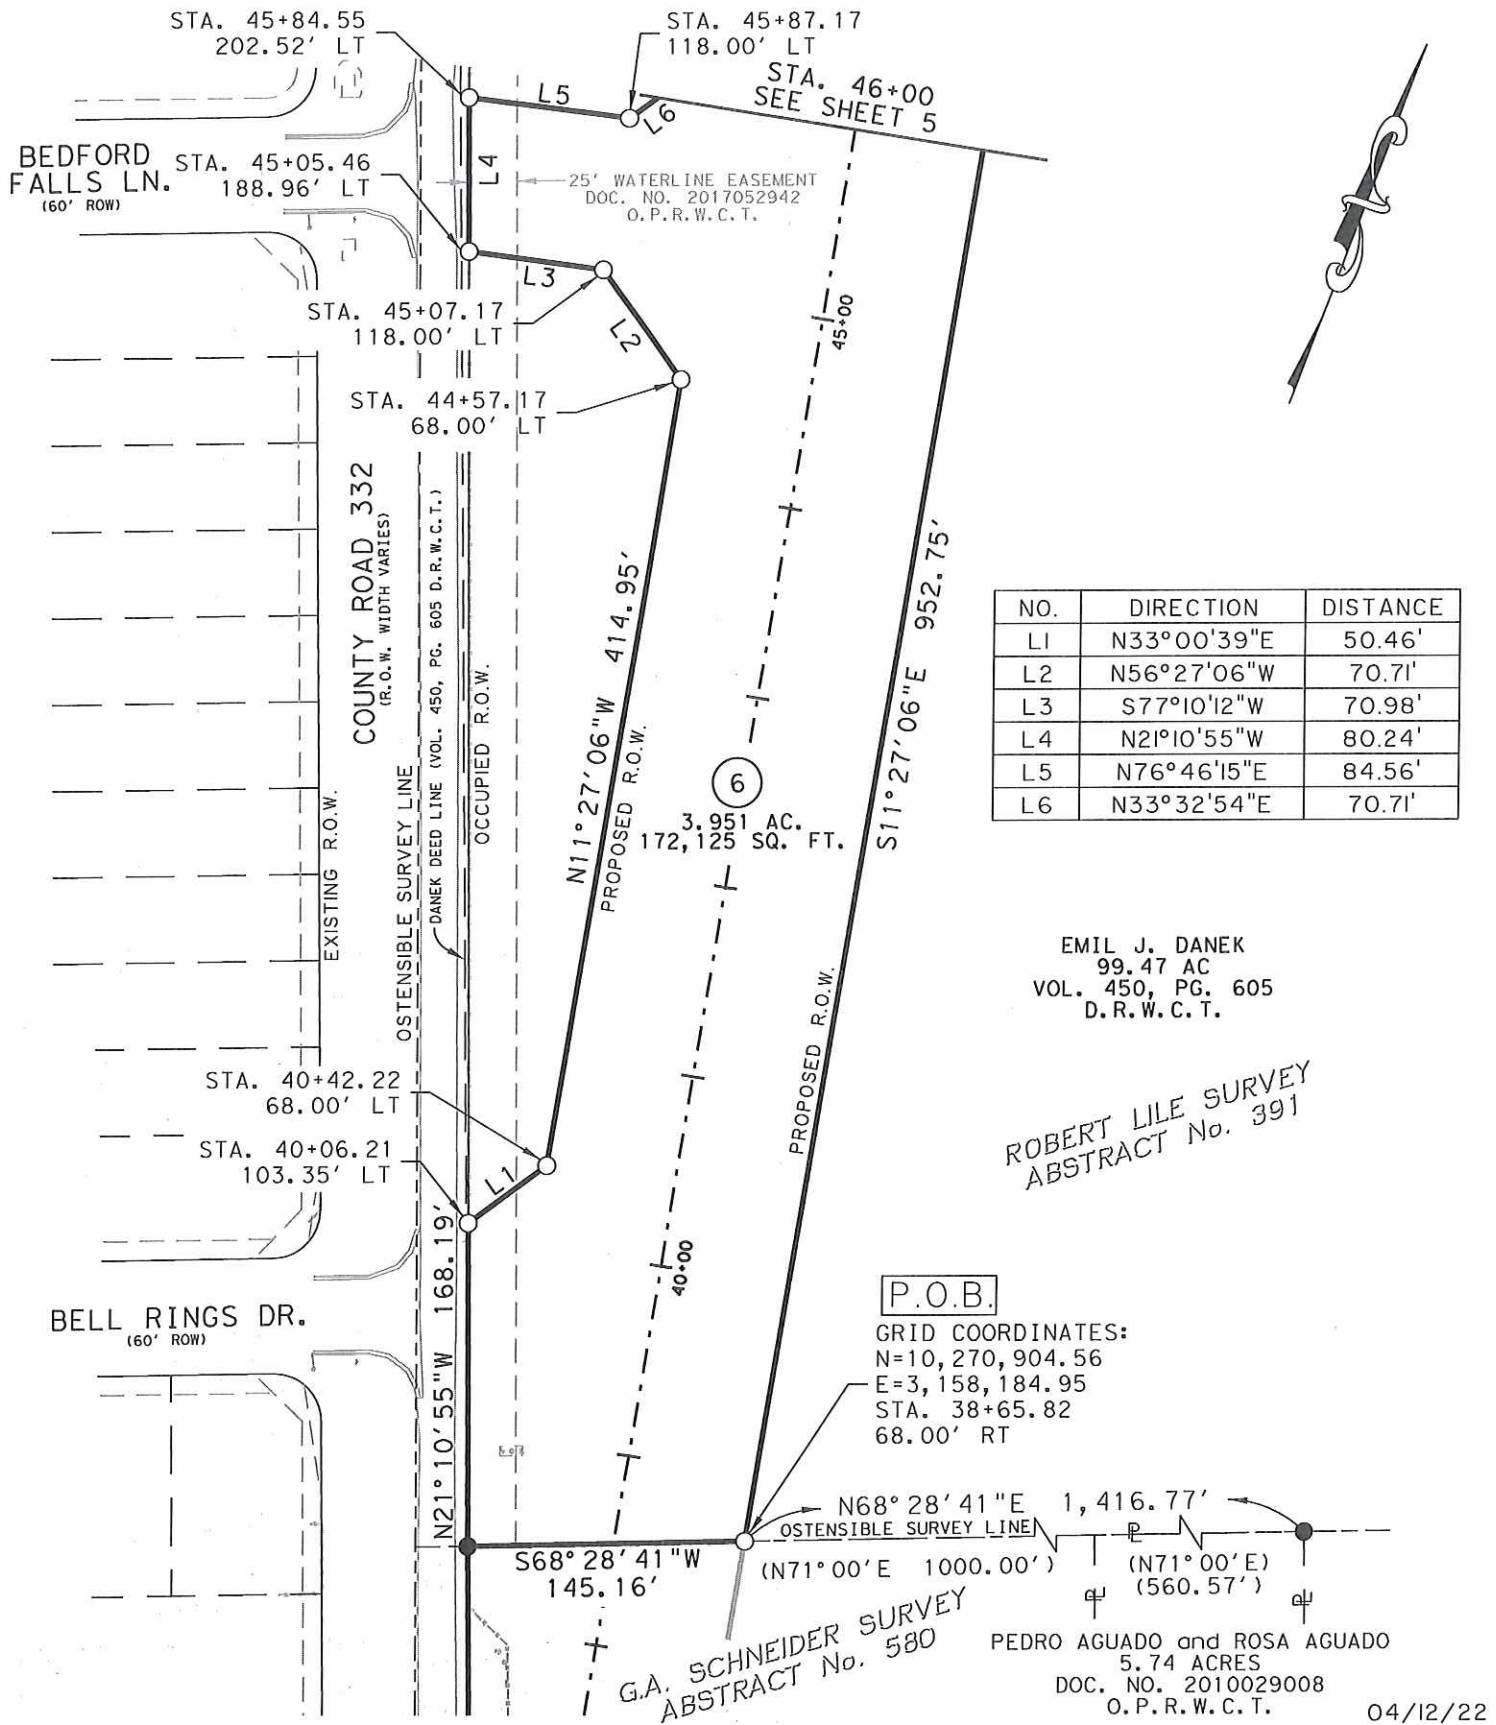 STA. 45+84.55
202.52' LT
STA. 45+87.17
118.00' LT
STA. 46+00
SEE SHEET 5
L5
L6
BEDFORD
FALLS LN.
(60' ROW)
STA. 45+05.46
188.96' LT
L4
25' WATERLINE EASEMENT
DOC. NO. 2017052942
O.P.R.W.C.T.
L3
STA. 45+07.17
118.00' LT
L2
45+00
STA. 44+57.17
68.00' LT
COUNTY ROAD 332
(R.O.W. WIDTH VARIES)
EXISTING R.O.W.
OSTENSIBLE SURVEY LINE
DANEK DEED LINE (VOL. 450, PG. 605 D.R.W.C.T.)
OCCUPIED R.O.W.
N11°27'06"W 414.95'
PROPOSED R.O.W.
6
3.951 AC.
172,125 SQ. FT.
S11°27'06"E 952.75'
PROPOSED R.O.W.
NO. DIRECTION DISTANCE
L1 N33°00'39"E 50.46'
L2 N56°27'06"W 70.71'
L3 S77°10'12"W 70.98'
L4 N21°10'55"W 80.24'
L5 N76°46'15"E 84.56'
L6 N33°32'54"E 70.71'
EMIL J. DANEK
99.47 AC
VOL. 450, PG. 605
D.R.W.C.T.
ROBERT LILE SURVEY
ABSTRACT No. 391
STA. 40+42.22
68.00' LT
STA. 40+06.21
103.35' LT
L1
40+00
BELL RINGS DR.
(60' ROW)
N21°10'55"W 168.19'
P.O.B.
GRID COORDINATES:
N=10,270,904.56
E=3,158,184.95
STA. 38+65.82
68.00' RT
N68°28'41"E 1,416.77'
OSTENSIBLE SURVEY LINE
P
S68°28'41"W
145.16'
(N71°00'E 1000.00')
(N71°00'E)
(560.57')
PL
PL
G.A. SCHNEIDER SURVEY
ABSTRACT No. 580
PEDRO AGUADO and ROSA AGUADO
5.74 ACRES
DOC. NO. 2010029008
O.P.R.W.C.T.
04/12/22